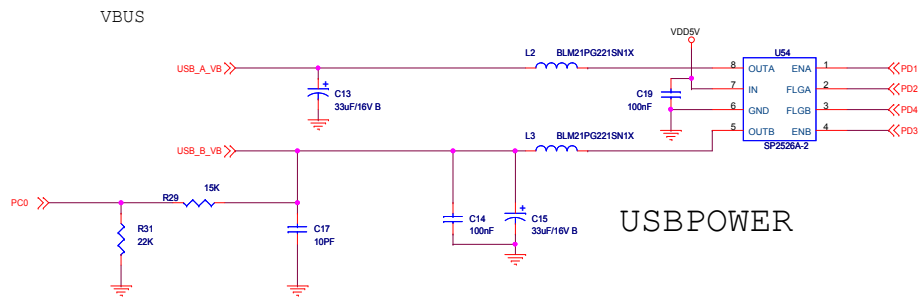 VBUS
VDD5V
U54
L2 BLM21PG221SN1X
USB_A_VB
8 OUTA ENA 1 PD1
7 IN FLGA 2 PD2
C13
33uF/16V B
C19
100nF
6 GND FLGB 3 PD4
5 OUTB ENB 4 PD3
L3 BLM21PG221SN1X
SP2526A-2
USB_B_VB
15K
R29
PC0
USBPOWER
R31
22K
C17
10PF
C14
100nF
C15
33uF/16V B